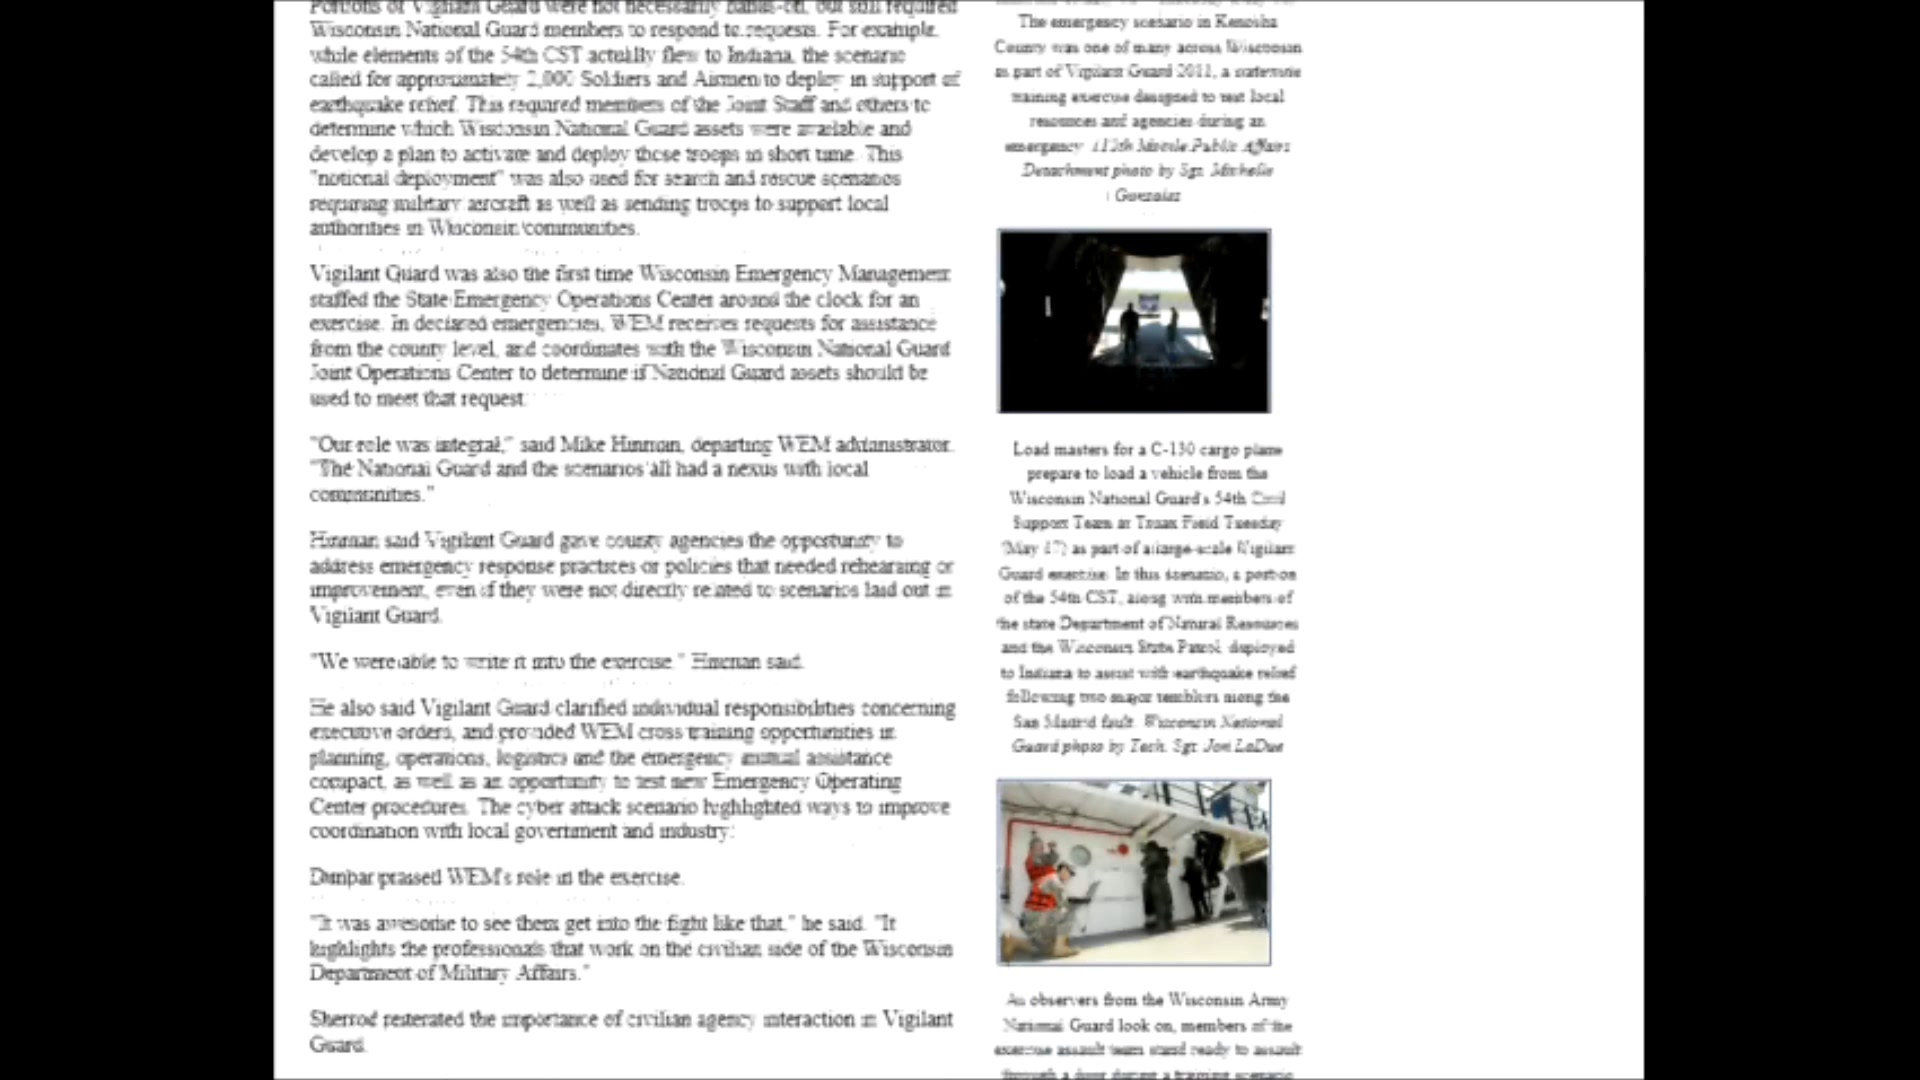 Portions of Vigilant Guard were not necessarily hands-on, but still required
Wisconsin National Guard members to respond to requests. For example,
while elements of the 54th CST actually flew to Indiana, the scenario
called for approximately 2,000 Soldiers and Airmen to deploy in support of
earthquake relief. This required members of the Joint Staff and others to
determine which Wisconsin National Guard assets were available and
develop a plan to activate and deploy those troops in short time. This
"notional deployment" was also used for search and rescue scenarios
requiring military aircraft as well as sending troops to support local
authorities in Wisconsin communities.
Vigilant Guard was also the first time Wisconsin Emergency Management
staffed the State Emergency Operations Center around the clock for an
exercise. In declared emergencies, WEM receives requests for assistance
from the county level, and coordinates with the Wisconsin National Guard
Joint Operations Center to determine if National Guard assets should be
used to meet that request.
"Our role was integral," said Mike Hinman, departing WEM administrator.
"The National Guard and the scenarios all had a nexus with local
communities."
Hinman said Vigilant Guard gave county agencies the opportunity to
address emergency response practices or policies that needed rehearsing or
improvement, even if they were not directly related to scenarios laid out in
Vigilant Guard.
"We were able to write it into the exercise." Hinman said.
He also said Vigilant Guard clarified individual responsibilities concerning
executive orders, and provided WEM cross training opportunities in
planning, operations, logistics and the emergency mutual assistance
compact, as well as an opportunity to test new Emergency Operating
Center procedures. The cyber attack scenario highlighted ways to improve
coordination with local government and industry.
Dunbar praised WEM's role in the exercise.
"It was awesome to see them get into the fight like that," he said. "It
highlights the professionals that work on the civilian side of the Wisconsin
Department of Military Affairs."
Sherrod reiterated the importance of civilian agency interaction in Vigilant
Guard.
The emergency scenario in Kenosha
County was one of many across Wisconsin
as part of Vigilant Guard 2011, a statewide
training exercise designed to test local
resources and agencies during an
emergency. 112th Mobile Public Affairs
Detachment photo by Sgt. Michelle
Gonzalez
Load masters for a C-130 cargo plane
prepare to load a vehicle from the
Wisconsin National Guard's 54th Civil
Support Team at Truax Field Tuesday
(May 17) as part of a large-scale Vigilant
Guard exercise. In this scenario, a portion
of the 54th CST, along with members of
the state Department of Natural Resources
and the Wisconsin State Patrol, deployed
to Indiana to assist with earthquake relief
following two major temblors along the
San Madrid fault. Wisconsin National
Guard photo by Tech. Sgt. Jon LaDue
As observers from the Wisconsin Army
National Guard look on, members of the
exercise assault team stand ready to assault
through a door during a training scenario